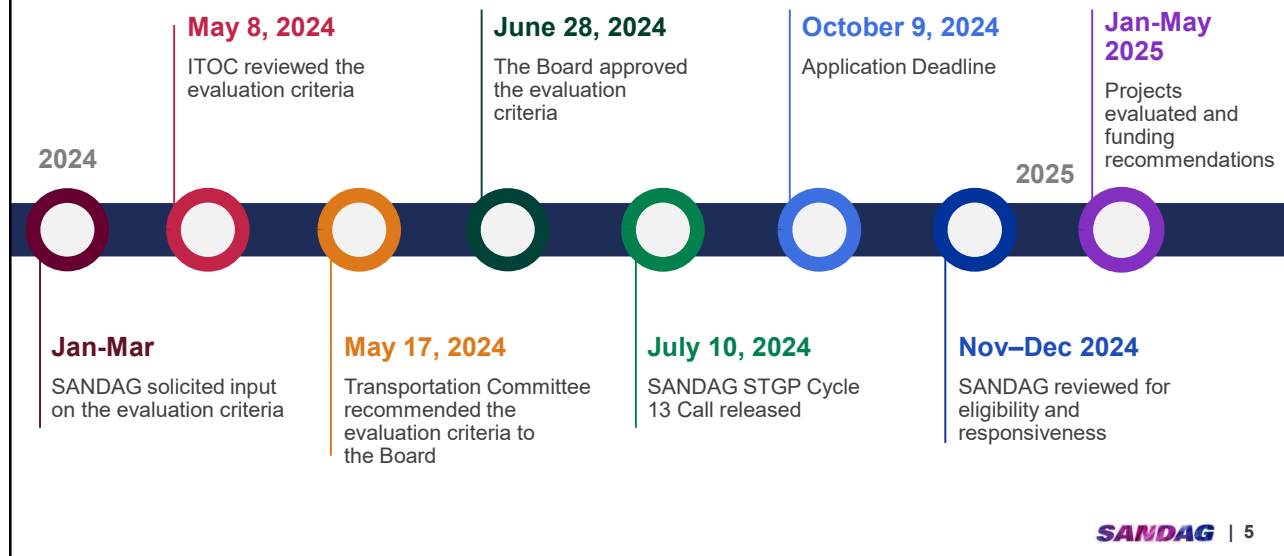 May 8, 2024
ITOC reviewed the
evaluation criteria
June 28, 2024
The Board approved
the evaluation
criteria
October 9, 2024
Application Deadline
Jan-May
2025
Projects
evaluated and
funding
recommendations
2024
2025
Jan-Mar
SANDAG solicited input
on the evaluation criteria
May 17, 2024
Transportation Committee
recommended the
evaluation criteria to
the Board
July 10, 2024
SANDAG STGP Cycle
13 Call released
Nov–Dec 2024
SANDAG reviewed for
eligibility and
responsiveness
SANDAG | 5